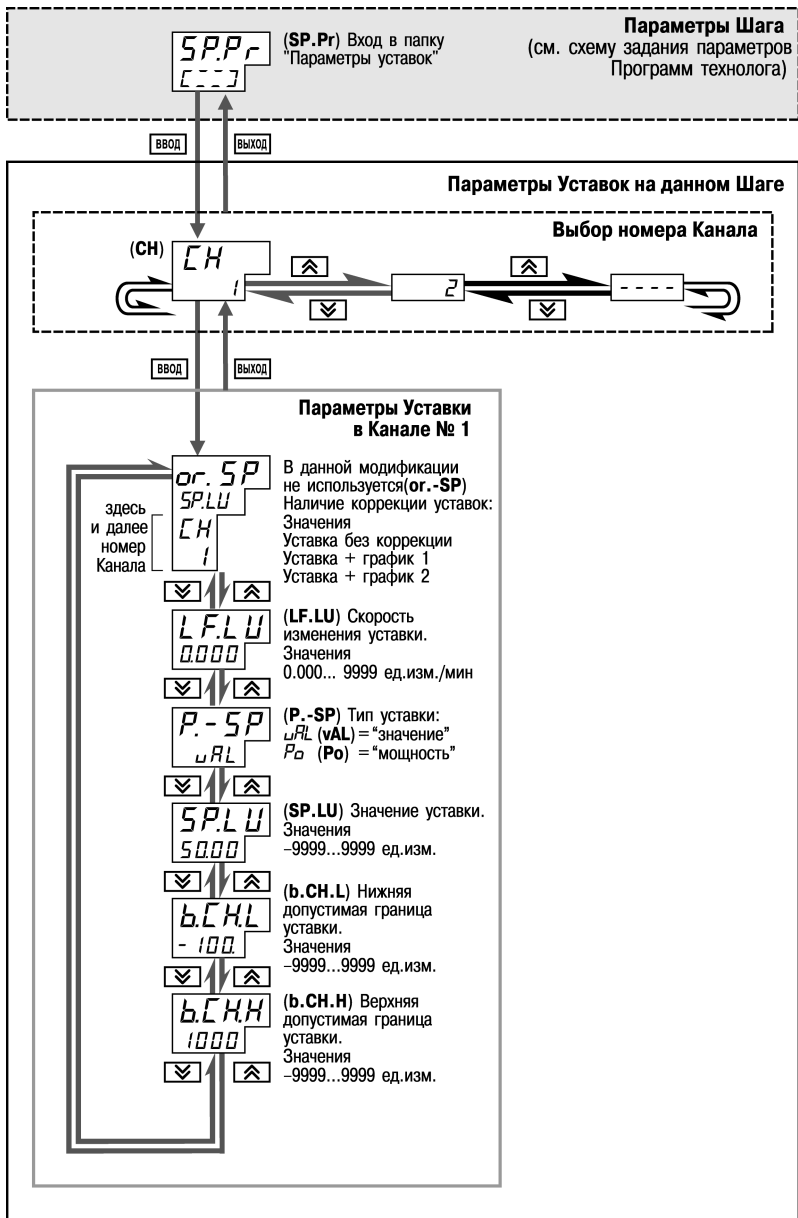 Параметры Шага
(см. схему задания параметров
Программ технолога)
SP.Pr
[---]
(SP.Pr) Вход в папку
"Параметры уставок"
ВВОД
ВЫХОД
Параметры Уставок на данном Шаге
Выбор номера Канала
(CH)
CH
1
2
- - - -
ВВОД
ВЫХОД
Параметры Уставки
в Канале № 1
or. SP
SP.LU
CH
1
здесь
и далее
номер
Канала
В данной модификации
не используется(or.-SP)
Наличие коррекции уставок:
Значения
Уставка без коррекции
Уставка + график 1
Уставка + график 2
LF.LU
0.000
(LF.LU) Скорость
изменения уставки.
Значения
0.000... 9999 ед.изм./мин
P.-SP
vAL
(P.-SP) Тип уставки:
vAL (vAL) = “значение”
Po (Po) = “мощность”
SP.LU
50.00
(SP.LU) Значение уставки.
Значения
–9999...9999 ед.изм.
b.CH.L
- 100.
(b.CH.L) Нижняя
допустимая граница
уставки.
Значения
–9999...9999 ед.изм.
b.CH.H
1000
(b.CH.H) Верхняя
допустимая граница
уставки.
Значения
–9999...9999 ед.изм.